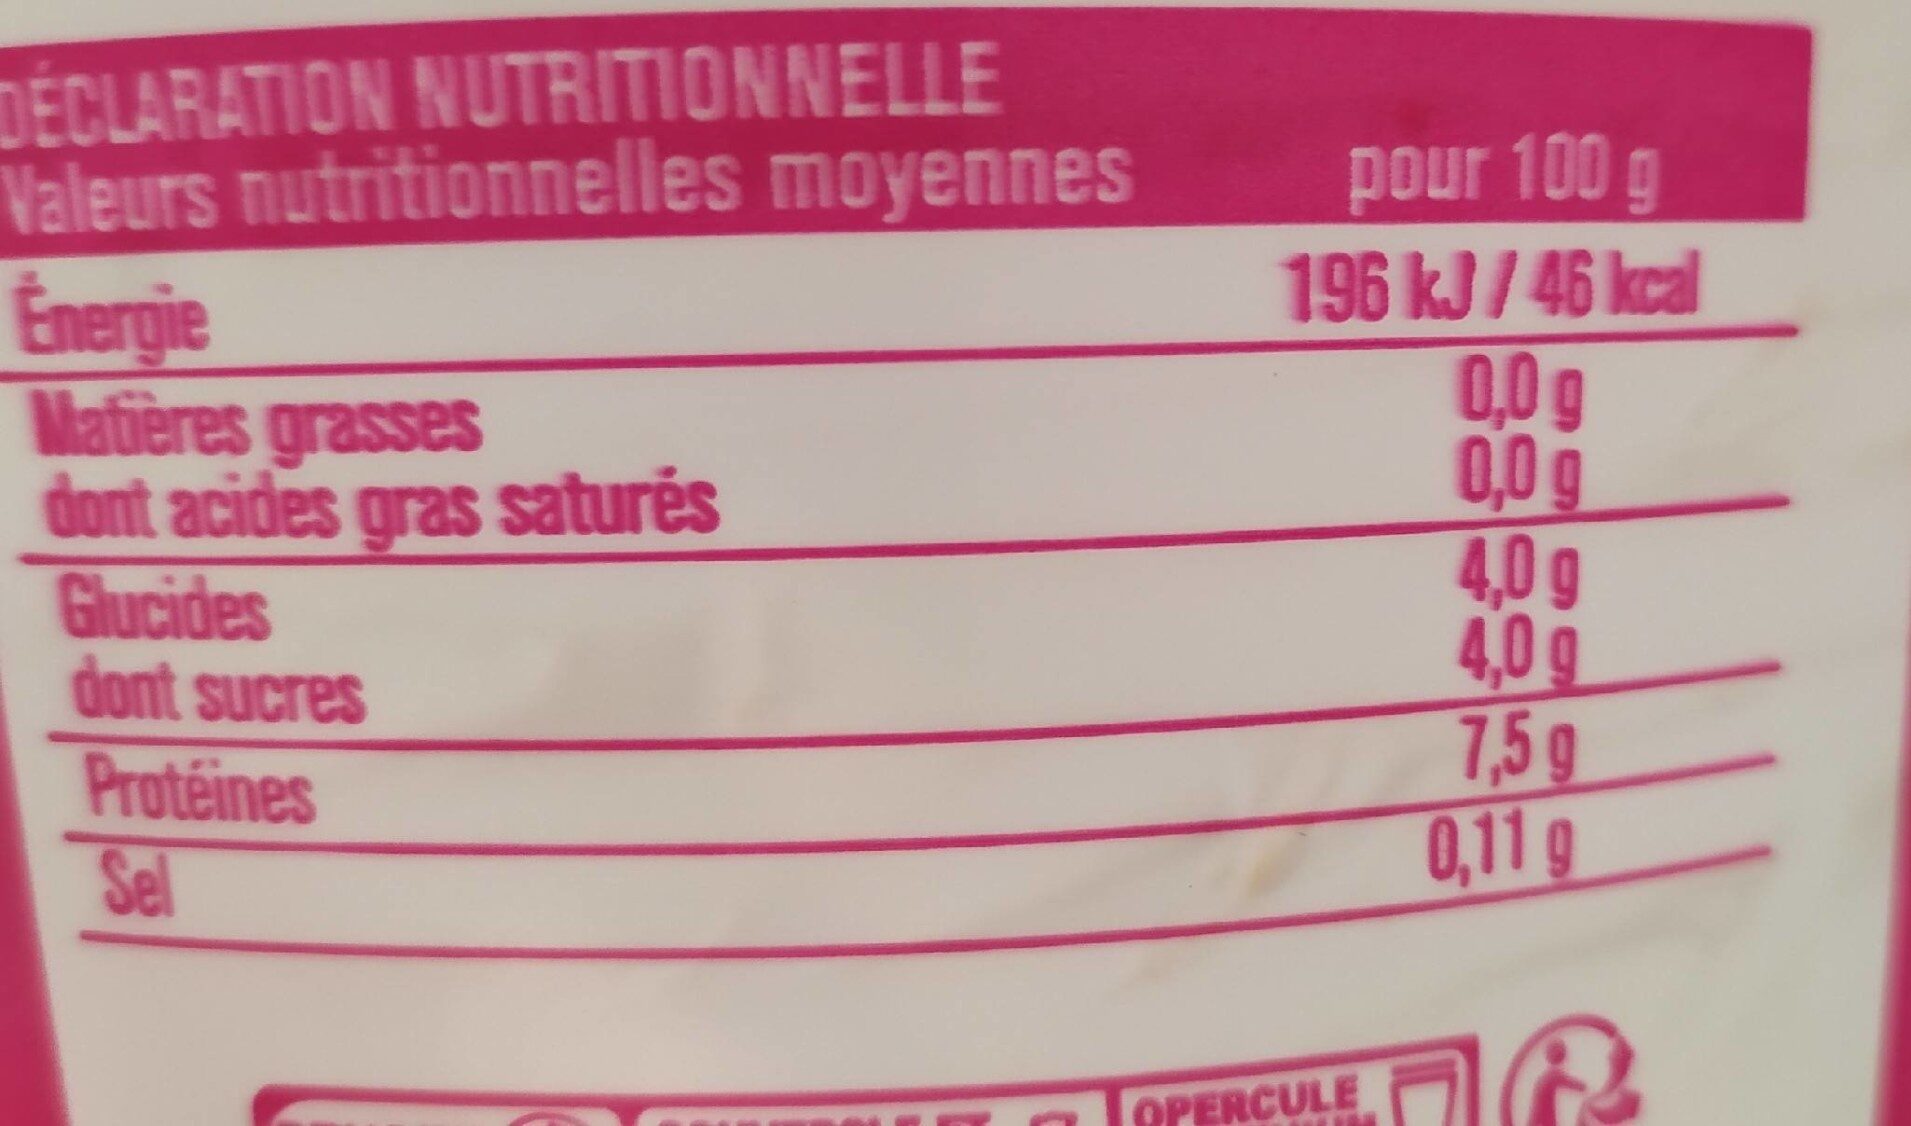 DÉCLARATION NUTRITIONNELLE
Valeurs nutritionnelles moyennes pour 100 g
Énergie 196 kJ / 46 kcal
Matières grasses 0,0 g
dont acides gras saturés 0,0 g
Glucides 4,0 g
dont sucres 4,0 g
Protéines 7,5 g
Sel 0,11 g
OPERCULE